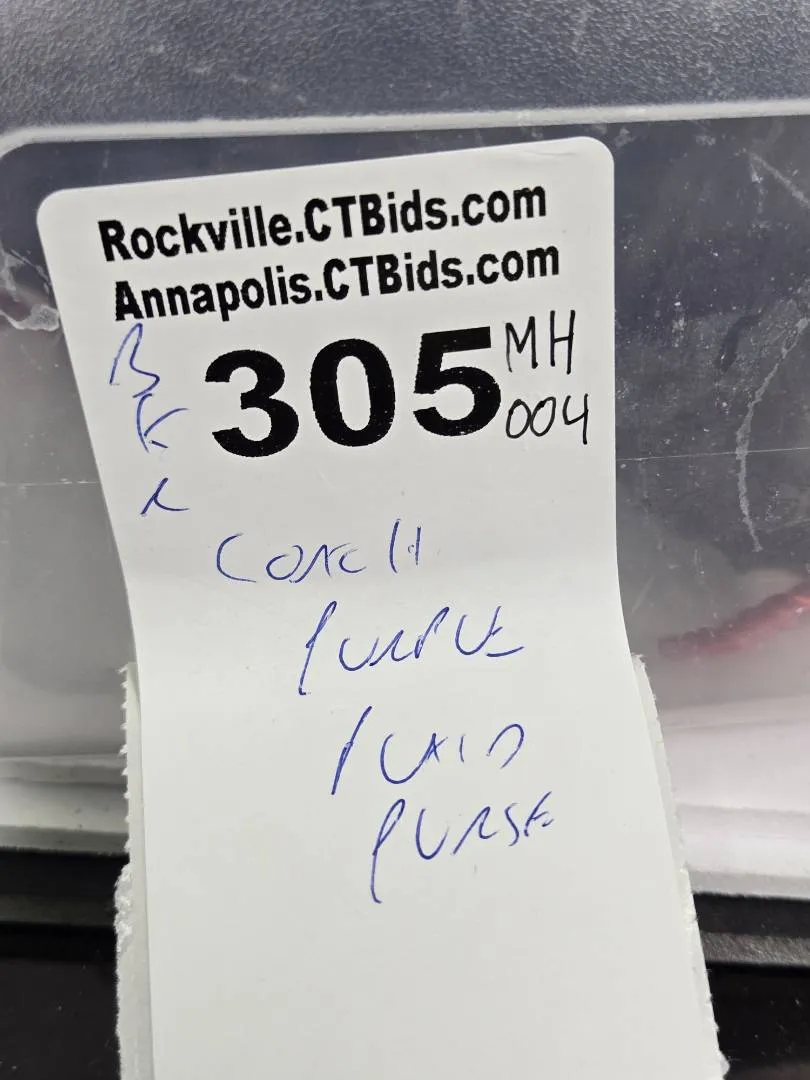 Rockville.CTBids.com
Annapolis.CTBids.com
305
MH
004
B
K
R
COACH
PURPLE
PLAID
PURSE